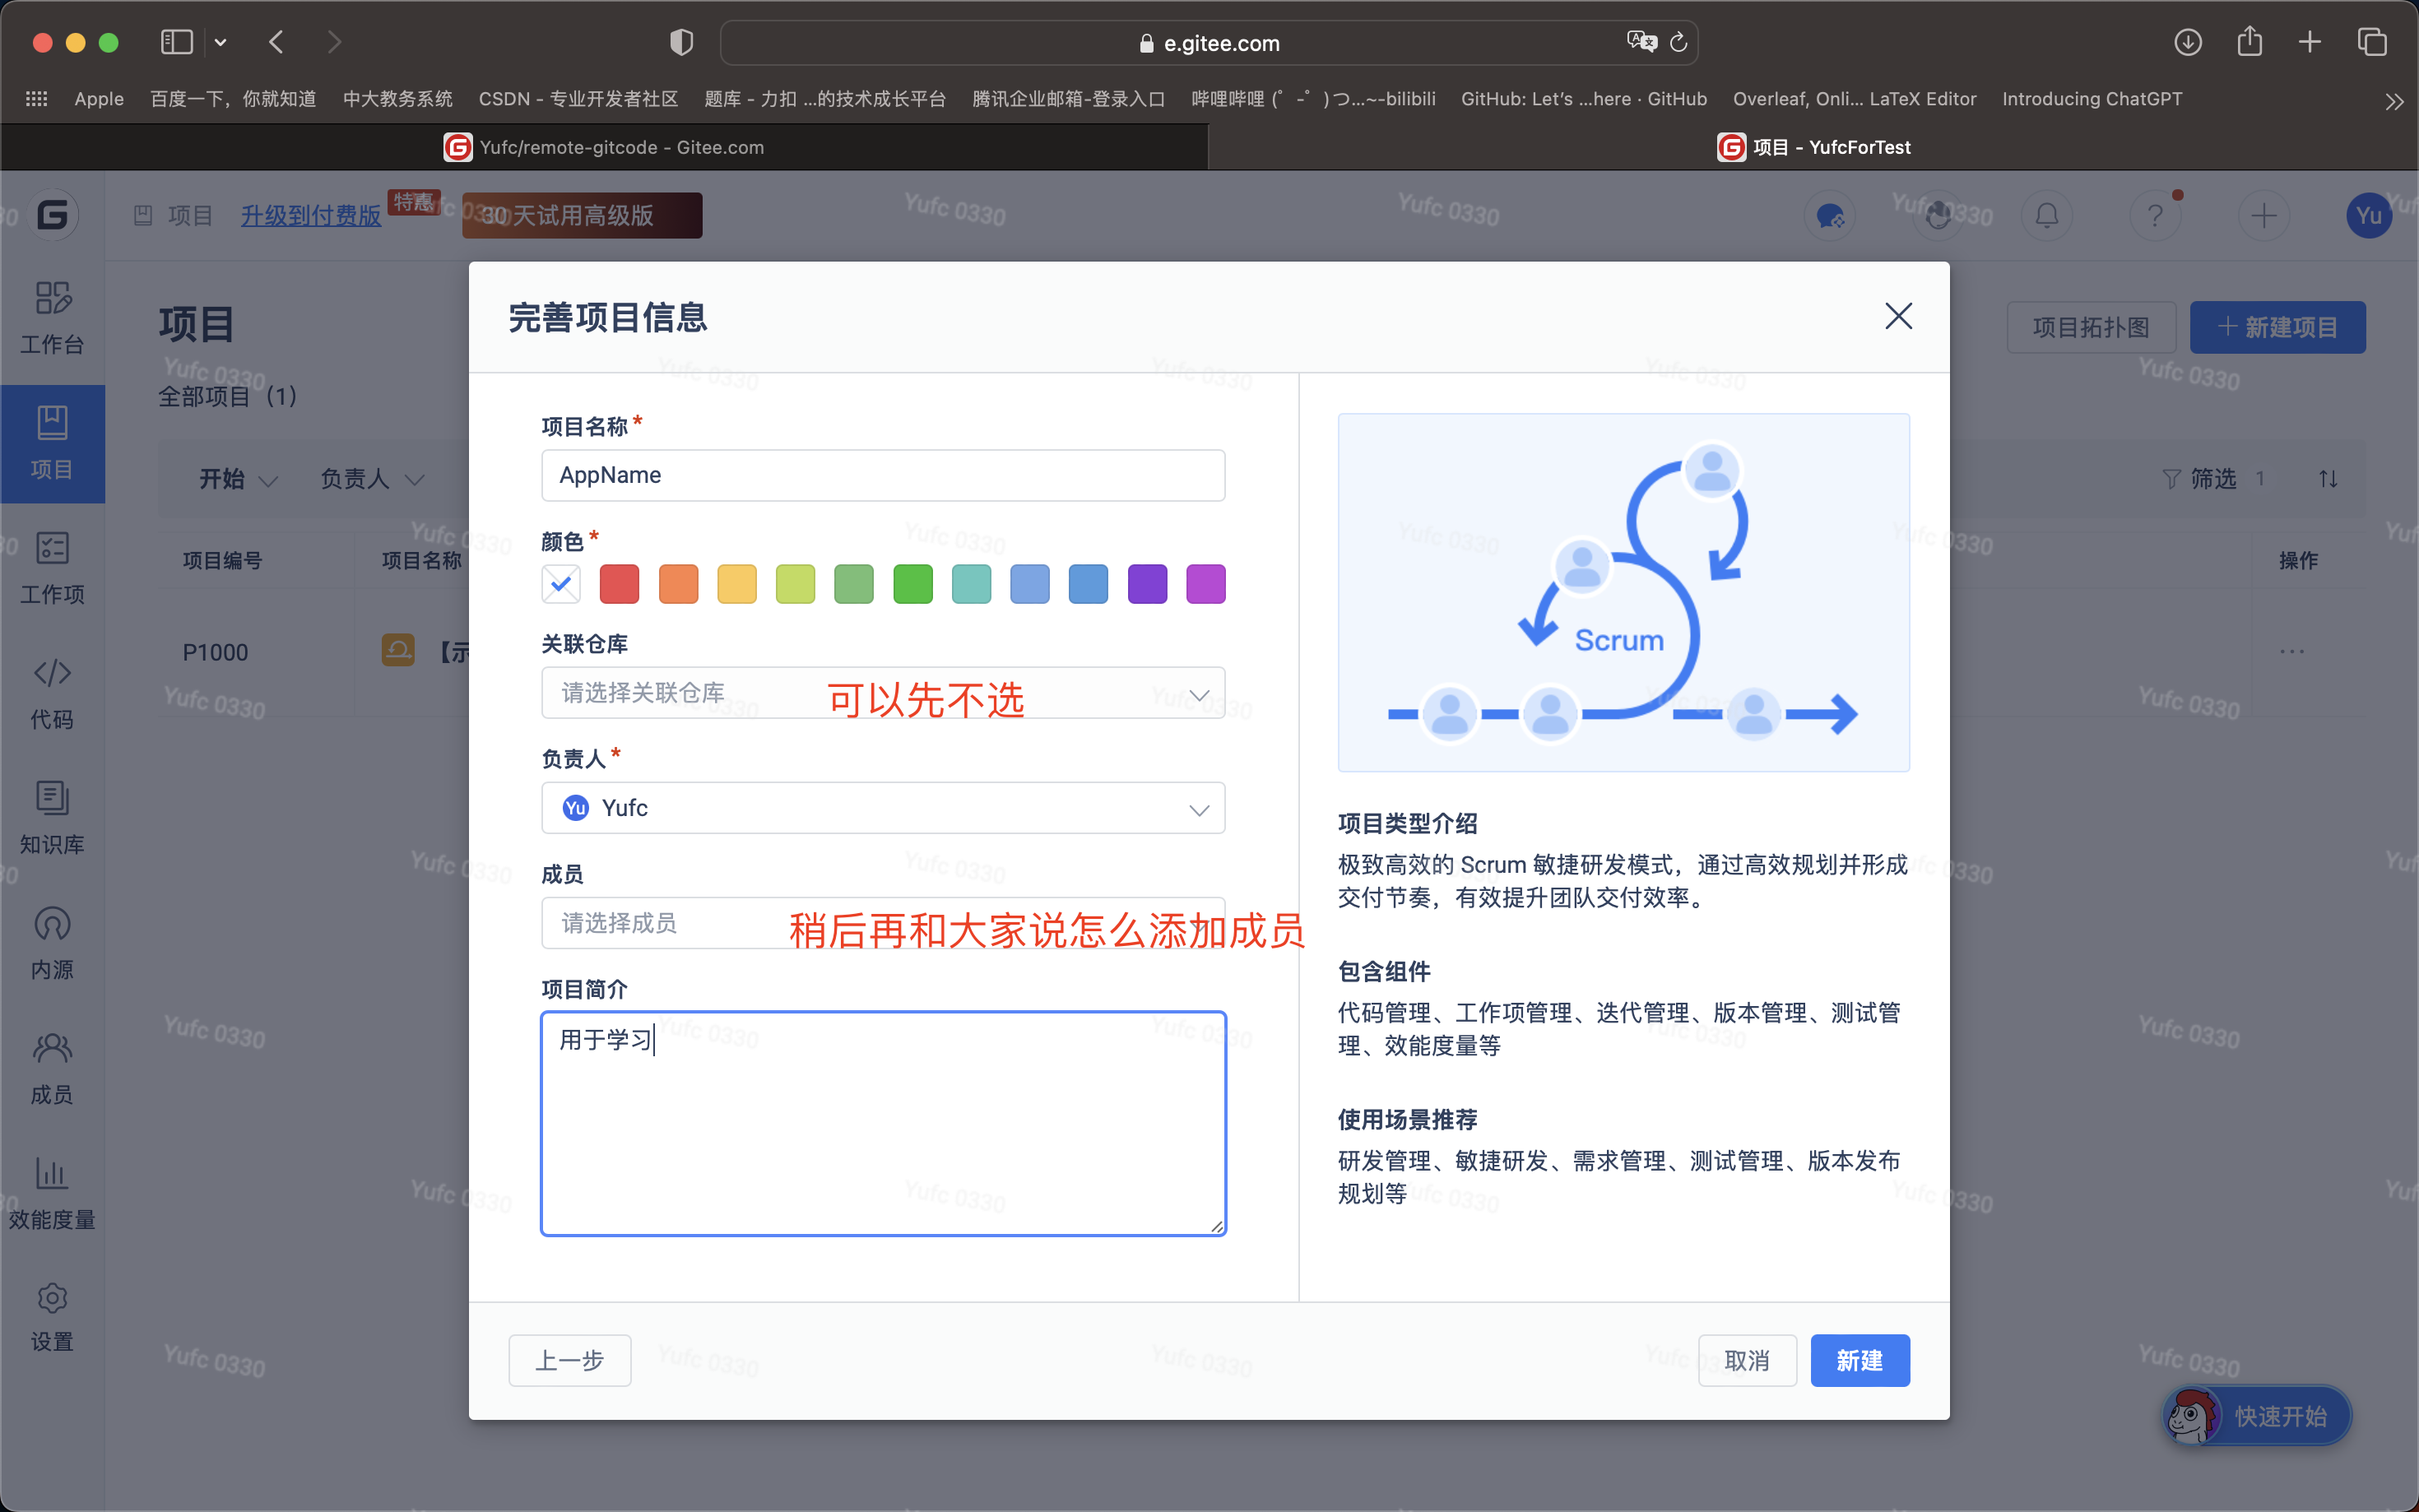 e.gitee.com
Apple
百度一下，你就知道
中大教务系统
CSDN - 专业开发者社区
题库 - 力扣 ...的技术成长平台
腾讯企业邮箱-登录入口
哔哩哔哩 (゜-゜)つ...~-bilibili
GitHub: Let's ...here · GitHub
Overleaf, Onli... LaTeX Editor
Introducing ChatGPT
Yufc/remote-gitcode - Gitee.com
项目 - YufcForTest
项目
升级到付费版
特惠
30 天试用高级版
Yu
工作台
项目
工作项
代码
知识库
内源
成员
效能度量
设置
项目
项目拓扑图
新建项目
全部项目（1）
开始
负责人
筛选 1
项目编号
项目名称
操作
P1000
【示
...
完善项目信息
项目名称*
AppName
颜色*
关联仓库
请选择关联仓库
可以先不选
负责人*
Yu Yufc
成员
请选择成员
稍后再和大家说怎么添加成员
项目简介
用于学习
Scrum
项目类型介绍
极致高效的 Scrum 敏捷研发模式，通过高效规划并形成
交付节奏，有效提升团队交付效率。
包含组件
代码管理、工作项管理、迭代管理、版本管理、测试管
理、效能度量等
使用场景推荐
研发管理、敏捷研发、需求管理、测试管理、版本发布
规划等
上一步
取消
新建
快速开始
Yufc 0330